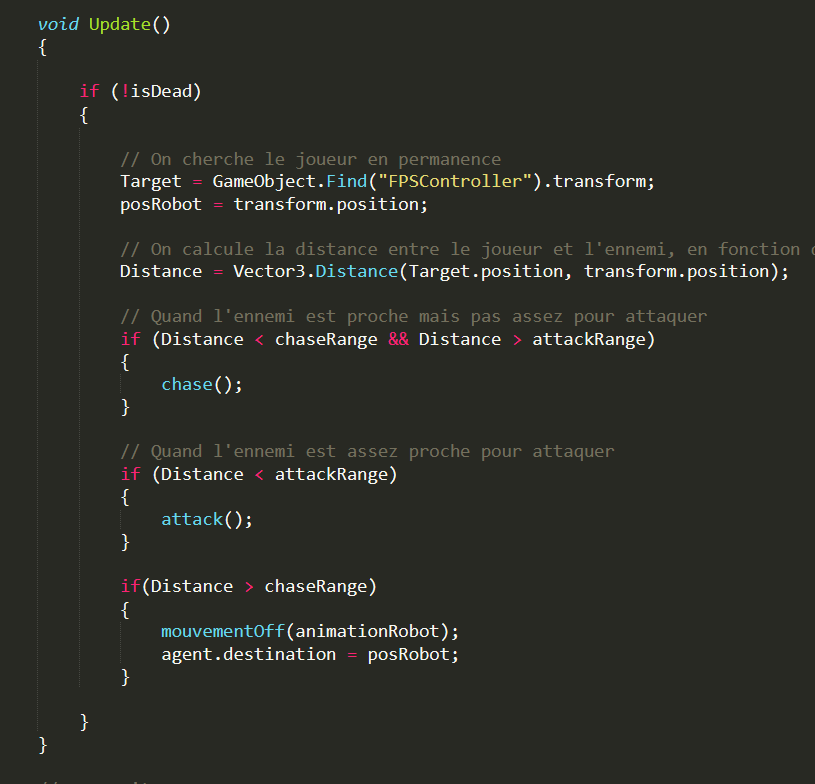 void Update()
{
if (!isDead)
{
// On cherche le joueur en permanence
Target = GameObject.Find("FPSController").transform;
posRobot = transform.position;
// On calcule la distance entre le joueur et l'ennemi, en fonction
Distance = Vector3.Distance(Target.position, transform.position);
// Quand l'ennemi est proche mais pas assez pour attaquer
if (Distance < chaseRange && Distance > attackRange)
{
chase();
}
// Quand l'ennemi est assez proche pour attaquer
if (Distance < attackRange)
{
attack();
}
if(Distance > chaseRange)
{
mouvementOff(animationRobot);
agent.destination = posRobot;
}
}
}